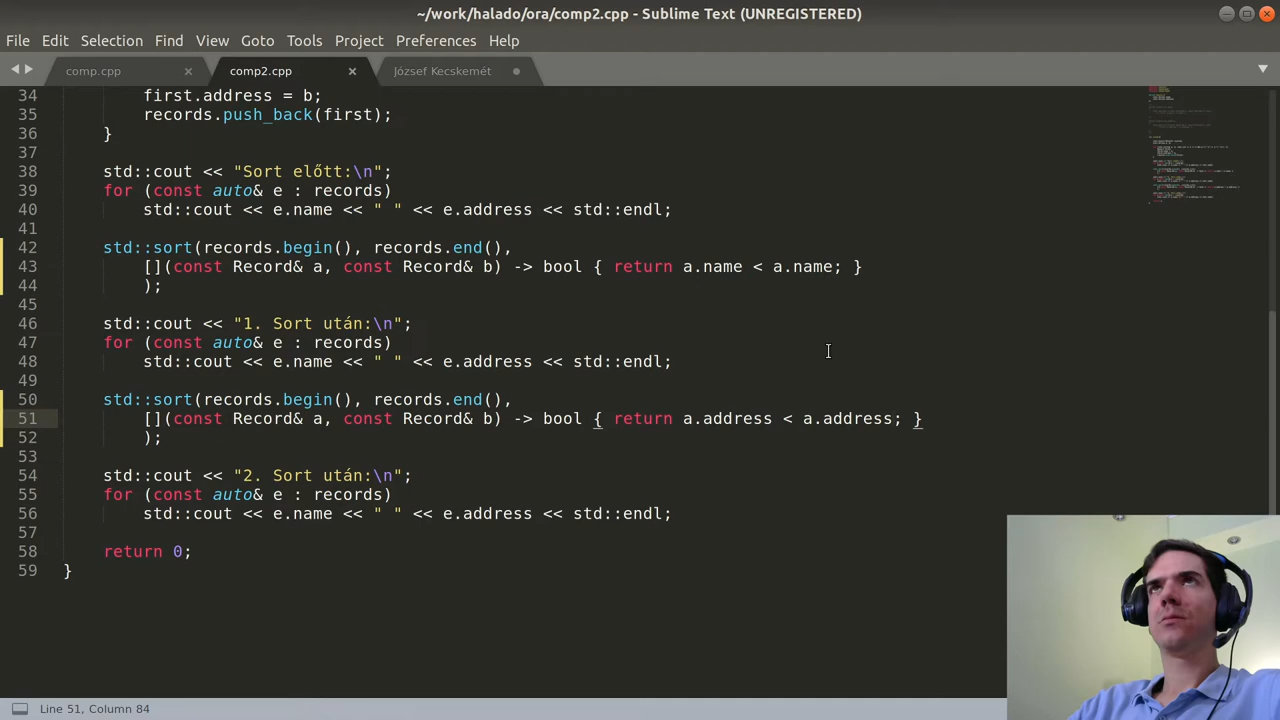 ~/work/halado/ora/comp2.cpp - Sublime Text (UNREGISTERED)
File Edit Selection Find View Goto Tools Project Preferences Help
comp.cpp × comp2.cpp × József Kecskemét
34 first.address = b;
35 records.push_back(first);
36 }
37
38 std::cout << "Sort előtt:\n";
39 for (const auto& e : records)
40 std::cout << e.name << " " << e.address << std::endl;
41
42 std::sort(records.begin(), records.end(),
43 [](const Record& a, const Record& b) -> bool { return a.name < a.name; }
44 );
45
46 std::cout << "1. Sort után:\n";
47 for (const auto& e : records)
48 std::cout << e.name << " " << e.address << std::endl;
49
50 std::sort(records.begin(), records.end(),
51 [](const Record& a, const Record& b) -> bool { return a.address < a.address; }
52 );
53
54 std::cout << "2. Sort után:\n";
55 for (const auto& e : records)
56 std::cout << e.name << " " << e.address << std::endl;
57
58 return 0;
59 }
Line 51, Column 84